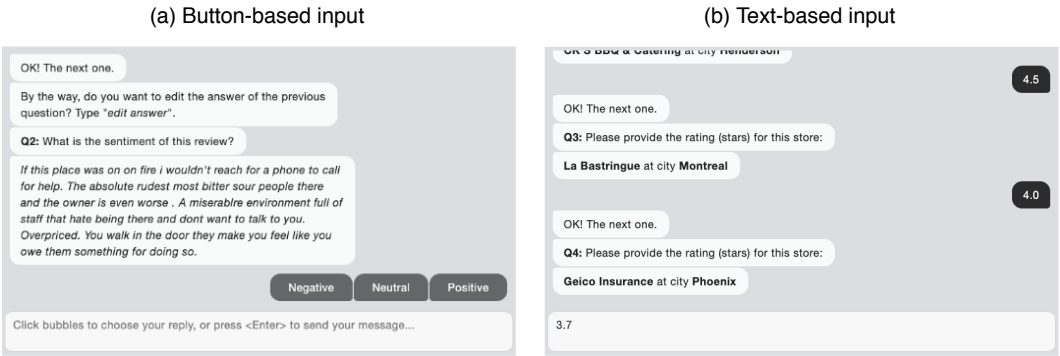 (a) Button-based input
OK! The next one.
By the way, do you want to edit the answer of the previous
question? Type "edit answer".
Q2: What is the sentiment of this review?
If this place was on on fire i wouldn't reach for a phone to call
for help. The absolute rudest most bitter sour people there
and the owner is even worse . A miserablre environment full of
staff that hate being there and dont want to talk to you.
Overpriced. You walk in the door they make you feel like you
owe them something for doing so.
Negative Neutral Positive
Click bubbles to choose your reply, or press <Enter> to send your message...
(b) Text-based input
CK'S BBQ & Catering at city Henderson
4.5
OK! The next one.
Q3: Please provide the rating (stars) for this store:
La Bastringue at city Montreal
4.0
OK! The next one.
Q4: Please provide the rating (stars) for this store:
Geico Insurance at city Phoenix
3.7